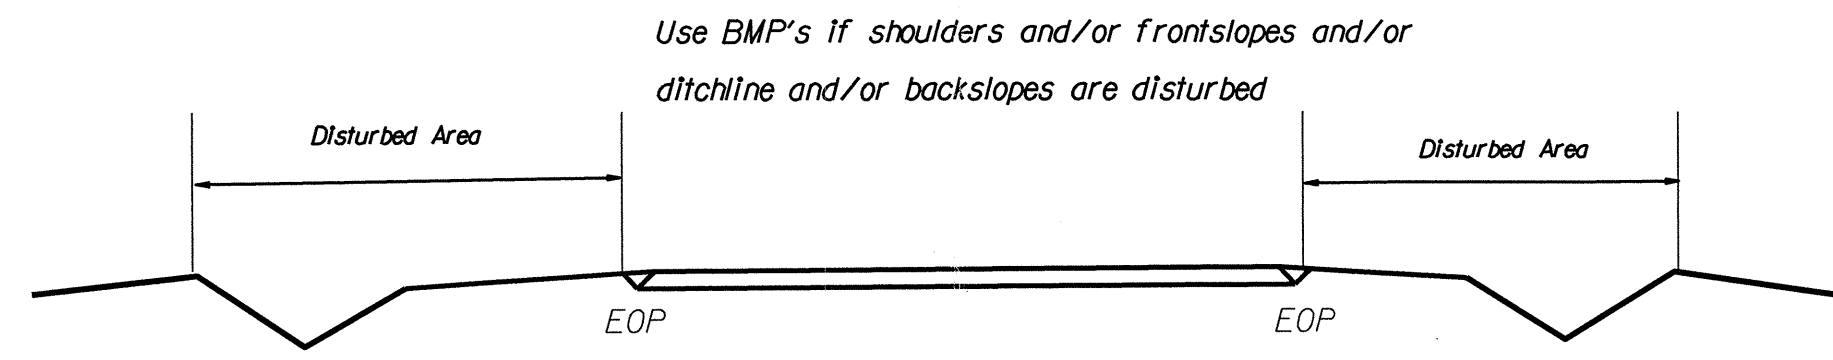 Use BMP's if shoulders and/or frontslopes and/or
ditchline and/or backslopes are disturbed
Disturbed Area
Disturbed Area
EOP
EOP